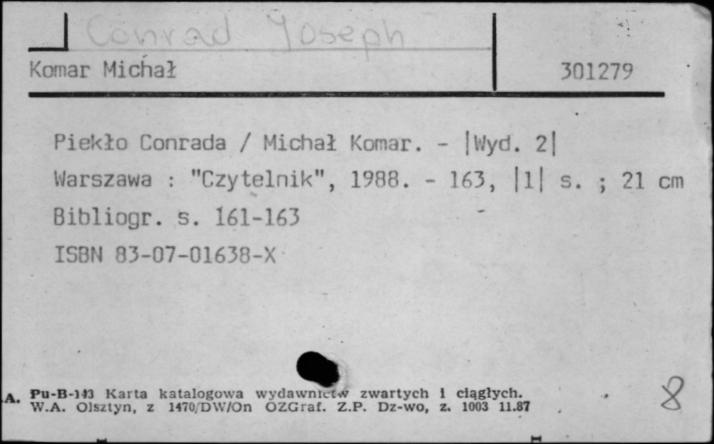 Conrad Joseph
Komar Michał 301279
Piekło Conrada / Michał Komar. - |Wyd. 2|
Warszawa : "Czytelnik", 1988. - 163, |1| s. ; 21 cm
Bibliogr. s. 161-163
ISBN 83-07-01638-X
A. Pu-B-143 Karta katalogowa wydawnictw zwartych i ciągłych.
W.A. Olsztyn, z 1470/DW/On OZGraf. Z.P. Dz-wo, z. 1003 11.87
8